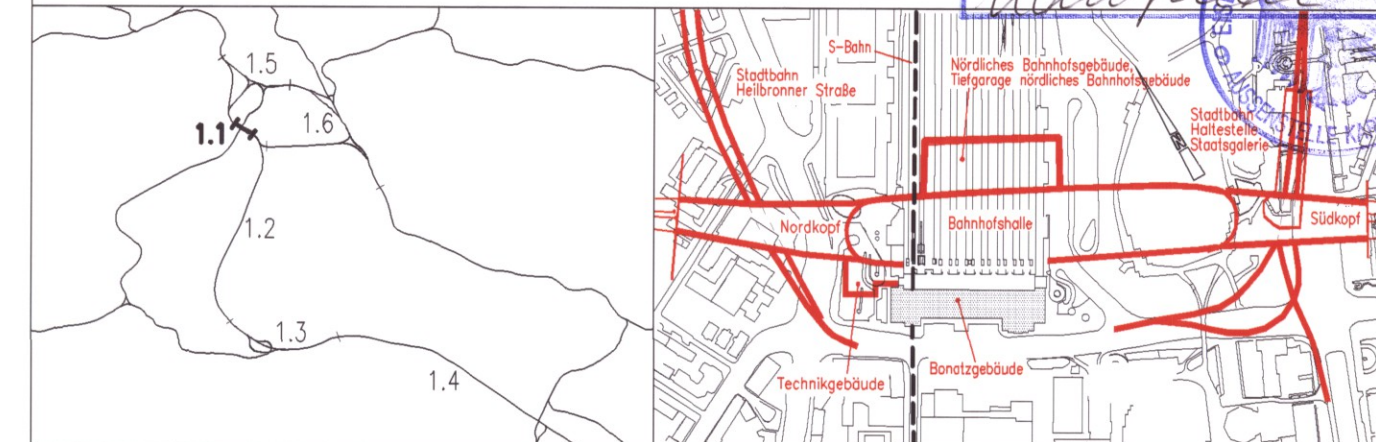 1.5
1.6
1.1
1.2
1.3
1.4
S-Bahn
Stadtbahn
Heilbronner Straße
Nördliches Bahnhofsgebäude,
Tiefgarage nördliches Bahnhofsgebäude
Stadtbahn
Haltestelle
Staatsgalerie
Nordkopf
Bahnhofshalle
Südkopf
Technikgebäude
Bonatzgebäude
AUSSENSTELLE